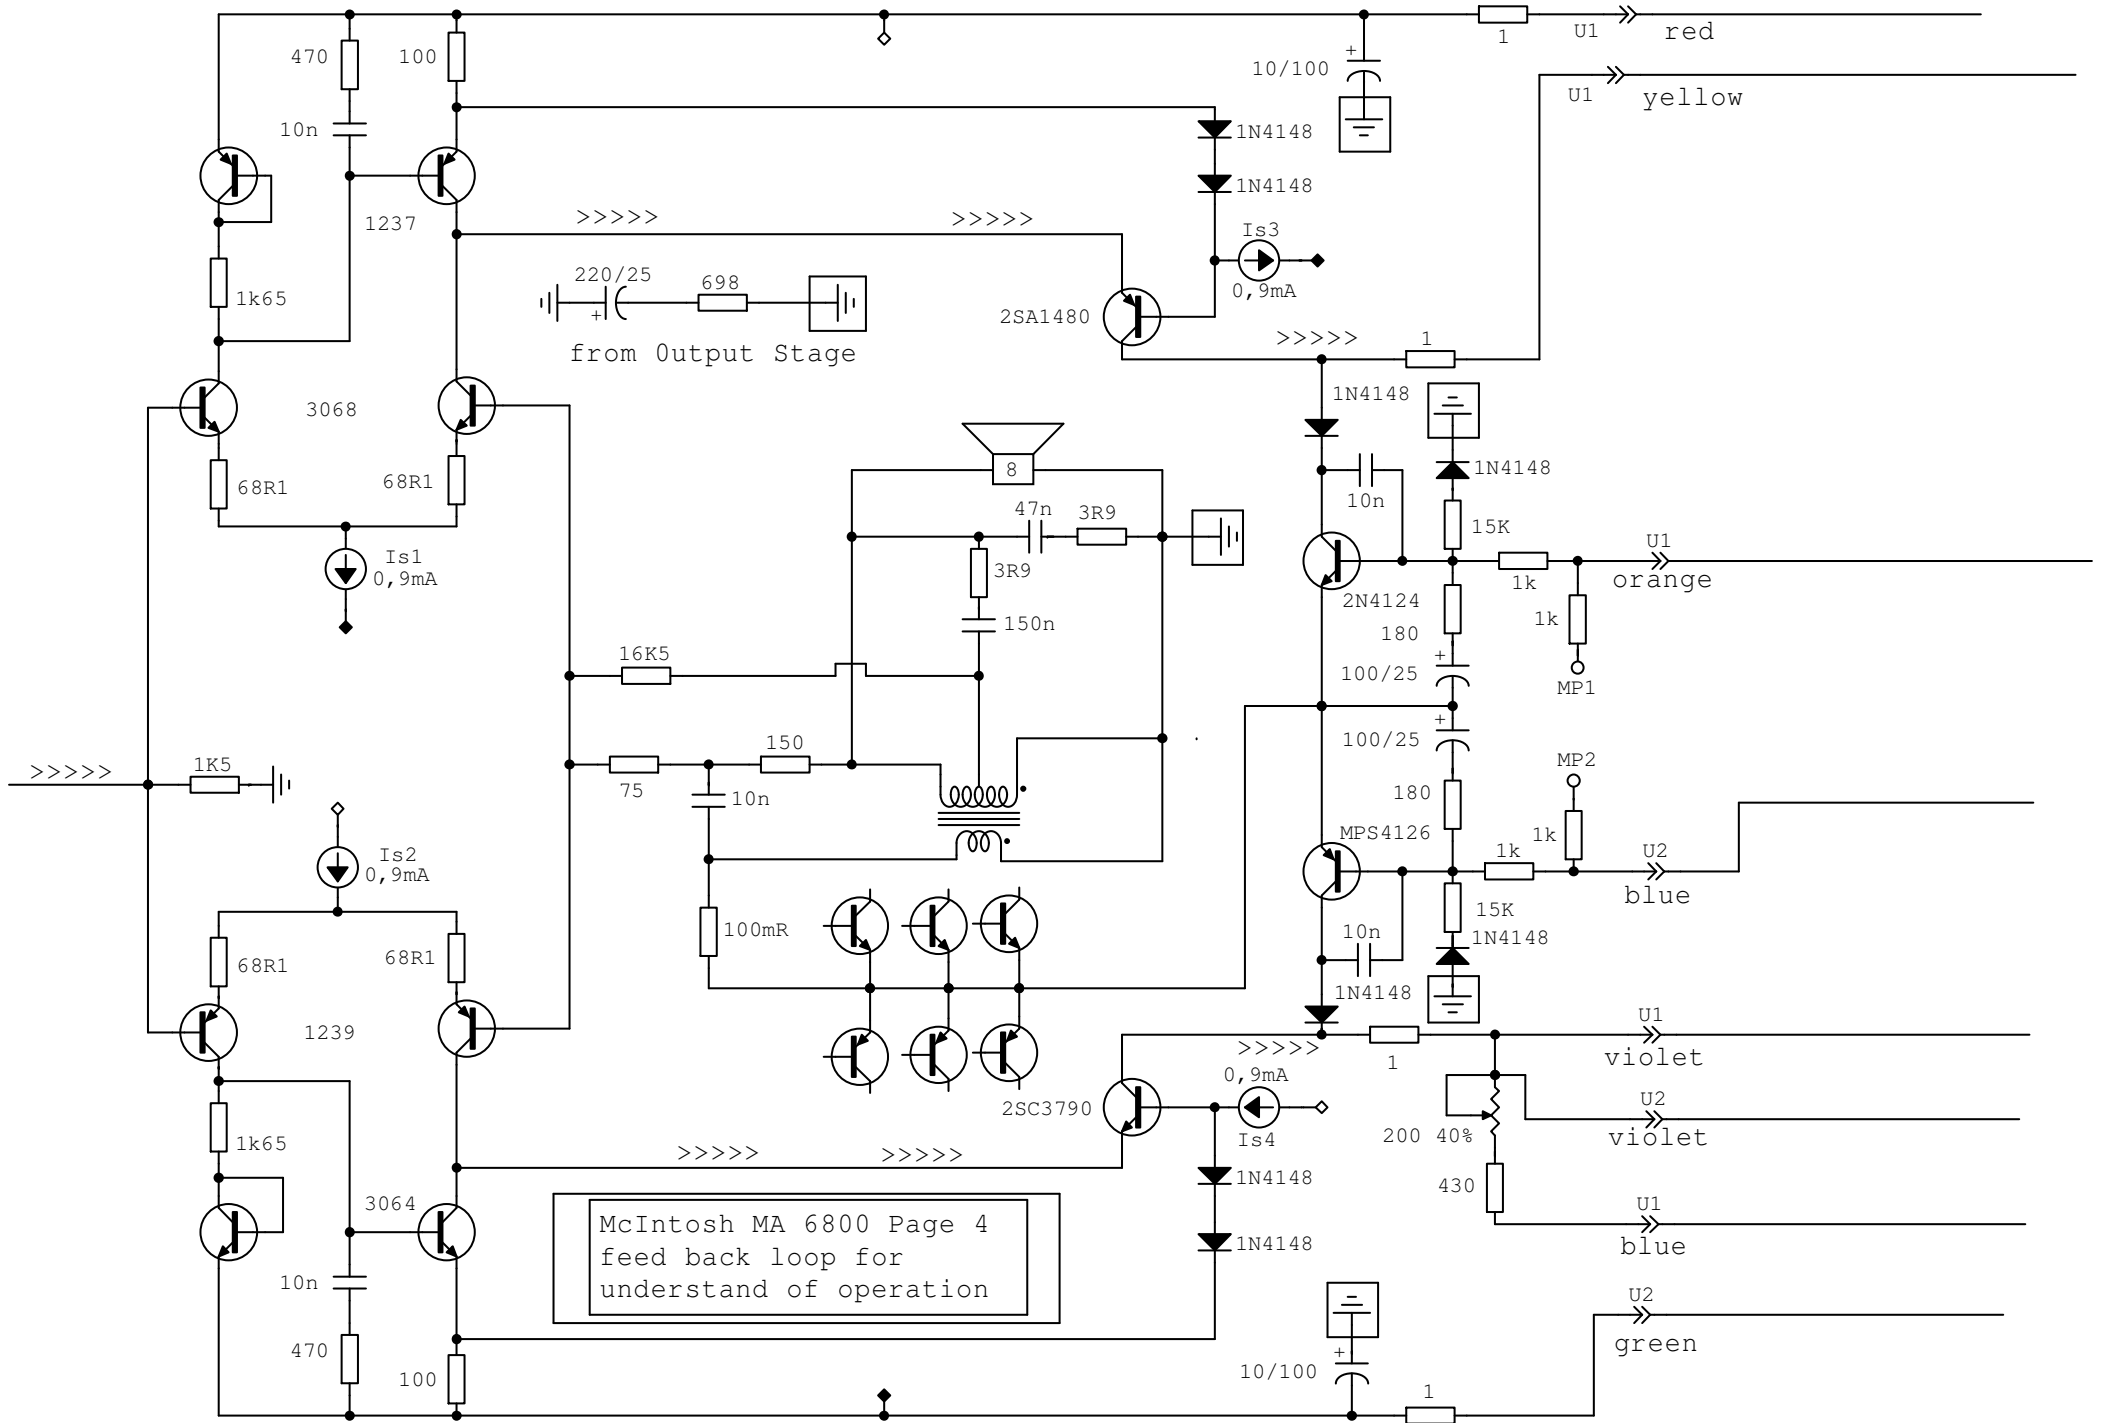 470
100
1
U1
red
10/100
+
U1
yellow
10n
1N4148
1N4148
1237
>>>>>
>>>>>
Is3
0,9mA
1k65
220/25
698
+
from 0utput Stage
2SA1480
>>>>>
1
3068
1N4148
68R1
68R1
8
1N4148
10n
47n
3R9
15K
Is1
0,9mA
3R9
U1
orange
1k
2N4124
150n
180
1k
16K5
+
100/25
MP1
+
>>>>>
1K5
150
75
10n
100/25
MP2
180
MPS4126
1k
1k
Is2
0,9mA
U2
blue
68R1
68R1
100mR
15K
10n
1N4148
1N4148
1239
>>>>>
1
U1
violet
0,9mA
2SC3790
Is4
U2
violet
200 40%
1k65
>>>>>
>>>>>
1N4148
430
3064
McIntosh MA 6800 Page 4
feed back loop for
understand of operation
1N4148
U1
blue
10n
U2
green
470
100
+
10/100
1